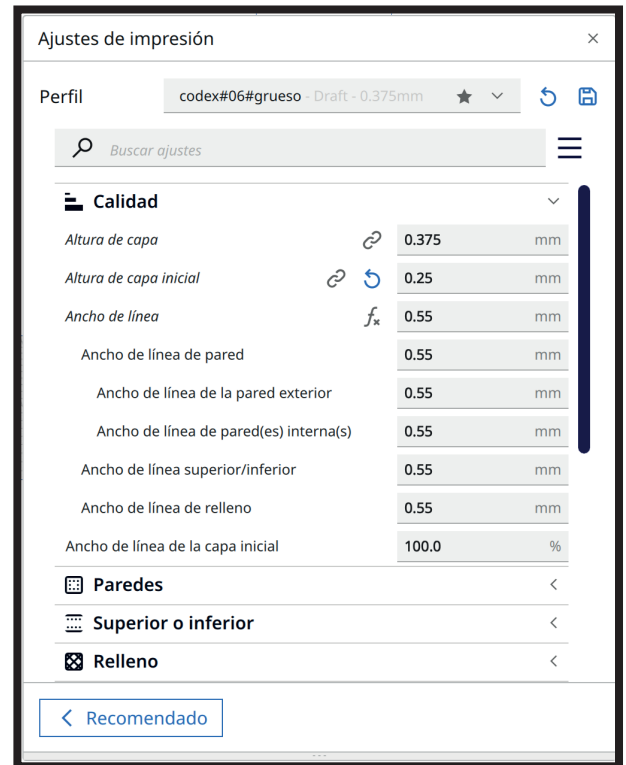 Ajustes de impresión
Perfil codex#06#grueso - Draft - 0.375mm
Buscar ajustes
Calidad
Altura de capa 0.375 mm
Altura de capa inicial 0.25 mm
Ancho de línea fx 0.55 mm
Ancho de línea de pared 0.55 mm
Ancho de línea de la pared exterior 0.55 mm
Ancho de línea de pared(es) interna(s) 0.55 mm
Ancho de línea superior/inferior 0.55 mm
Ancho de línea de relleno 0.55 mm
Ancho de línea de la capa inicial 100.0 %
Paredes
Superior o inferior
Relleno
Recomendado